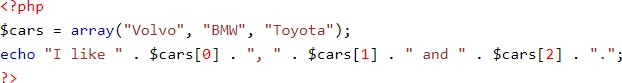 <?php
$cars = array("Volvo", "BMW", "Toyota");
echo "I like " . $cars[0] . ", " . $cars[1] . " and " . $cars[2] . ".";
?>